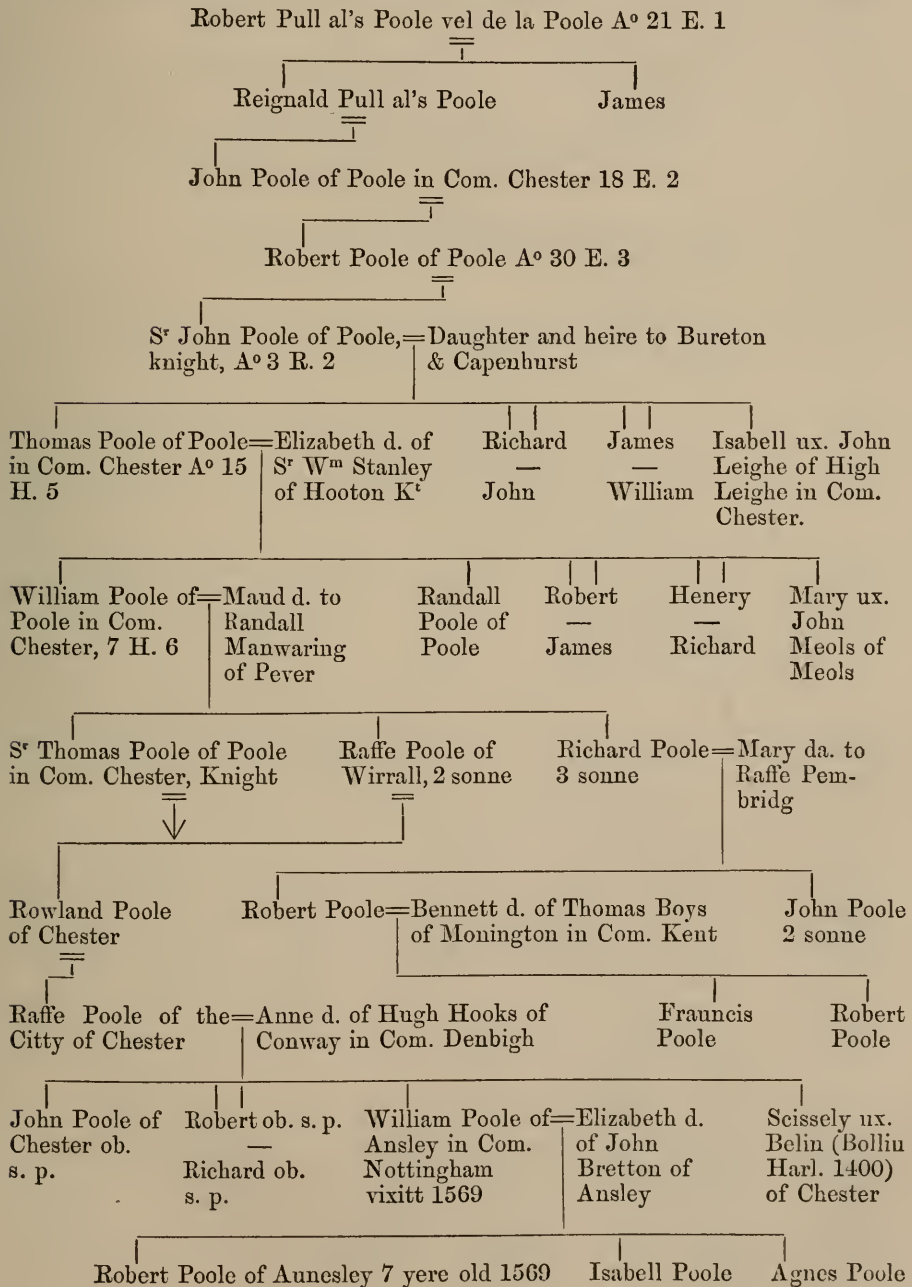 Robert Pull al's Poole vel de la Poole Aº 21 E. 1
Reignald Pull al's Poole
James
John Poole of Poole in Com. Chester 18 E. 2
Robert Poole of Poole Aº 30 E. 3
Sʳ John Poole of Poole,=
knight, Aº 3 R. 2
Daughter and heire to Bureton
& Capenhurst
Thomas Poole of Poole=
in Com. Chester Aº 15
H. 5
Elizabeth d. of
Sʳ Wᵐ Stanley
of Hooton Kᵗ
Richard
—
John
James
—
William
Isabell ux. John
Leighe of High
Leighe in Com.
Chester.
William Poole of=
Poole in Com.
Chester, 7 H. 6
Maud d. to
Randall
Manwaring
of Pever
Randall
Poole of
Poole
Robert
—
James
Henery
—
Richard
Mary ux.
John
Meols of
Meols
Sʳ Thomas Poole of Poole
in Com. Chester, Knight
Raffe Poole of
Wirrall, 2 sonne
Richard Poole=
3 sonne
Mary da. to
Raffe Pem-
bridg
Rowland Poole
of Chester
Robert Poole=
Bennett d. of Thomas Boys
of Monington in Com. Kent
John Poole
2 sonne
Raffe Poole of the=
Citty of Chester
Anne d. of Hugh Hooks of
Conway in Com. Denbigh
Frauncis
Poole
Robert
Poole
John Poole of
Chester ob.
s. p.
Robert ob. s. p.
—
Richard ob.
s. p.
William Poole of=
Ansley in Com.
Nottingham
vixitt 1569
Elizabeth d.
of John
Bretton of
Ansley
Scissely ux.
Belin (Bolliu
Harl. 1400)
of Chester
Robert Poole of Aunesley 7 yere old 1569
Isabell Poole
Agnes Poole